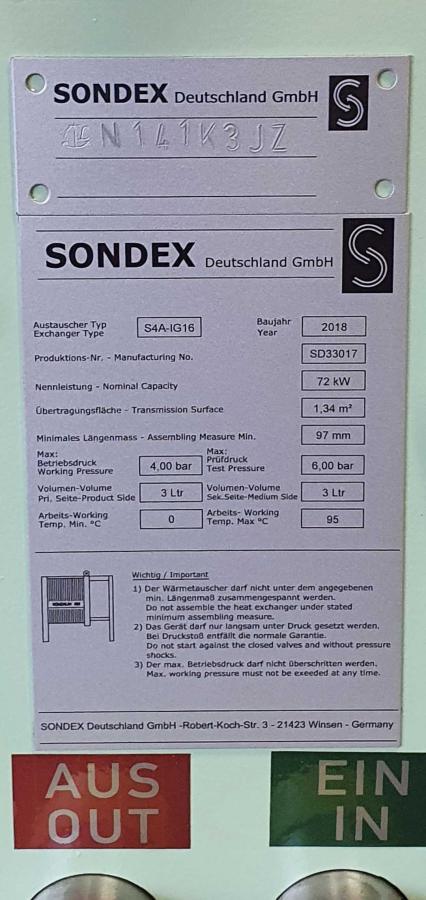 SONDEX Deutschland GmbH
N141K3JZ
SONDEX Deutschland GmbH
Austauscher Typ
Exchanger Type
S4A-IG16
Baujahr
Year
2018
Produktions-Nr. - Manufacturing No. SD33017
Nennleistung - Nominal Capacity 72 kW
Übertragungsfläche - Transmission Surface 1,34 m²
Minimales Längenmass - Assembling Measure Min. 97 mm
Max:
Betriebsdruck
Working Pressure
4,00 bar
Max:
Prüfdruck
Test Pressure
6,00 bar
Volumen-Volume
Pri. Seite-Product Side
3 Ltr
Volumen-Volume
Sek.Seite-Medium Side
3 Ltr
Arbeits-Working
Temp. Min. °C
0
Arbeits- Working
Temp. Max °C
95
Wichtig / Important
1) Der Wärmetauscher darf nicht unter dem angegebenen
min. Längenmaß zusammengespannt werden.
Do not assemble the heat exchanger under stated
minimum assembling measure.
2) Das Gerät darf nur langsam unter Druck gesetzt werden.
Bei Druckstoß entfällt die normale Garantie.
Do not start against the closed valves and without pressure
shocks.
3) Der max. Betriebsdruck darf nicht überschritten werden.
Max. working pressure must not be exeeded at any time.
SONDEX Deutschland GmbH -Robert-Koch-Str. 3 - 21423 Winsen - Germany
AUS
OUT
EIN
IN